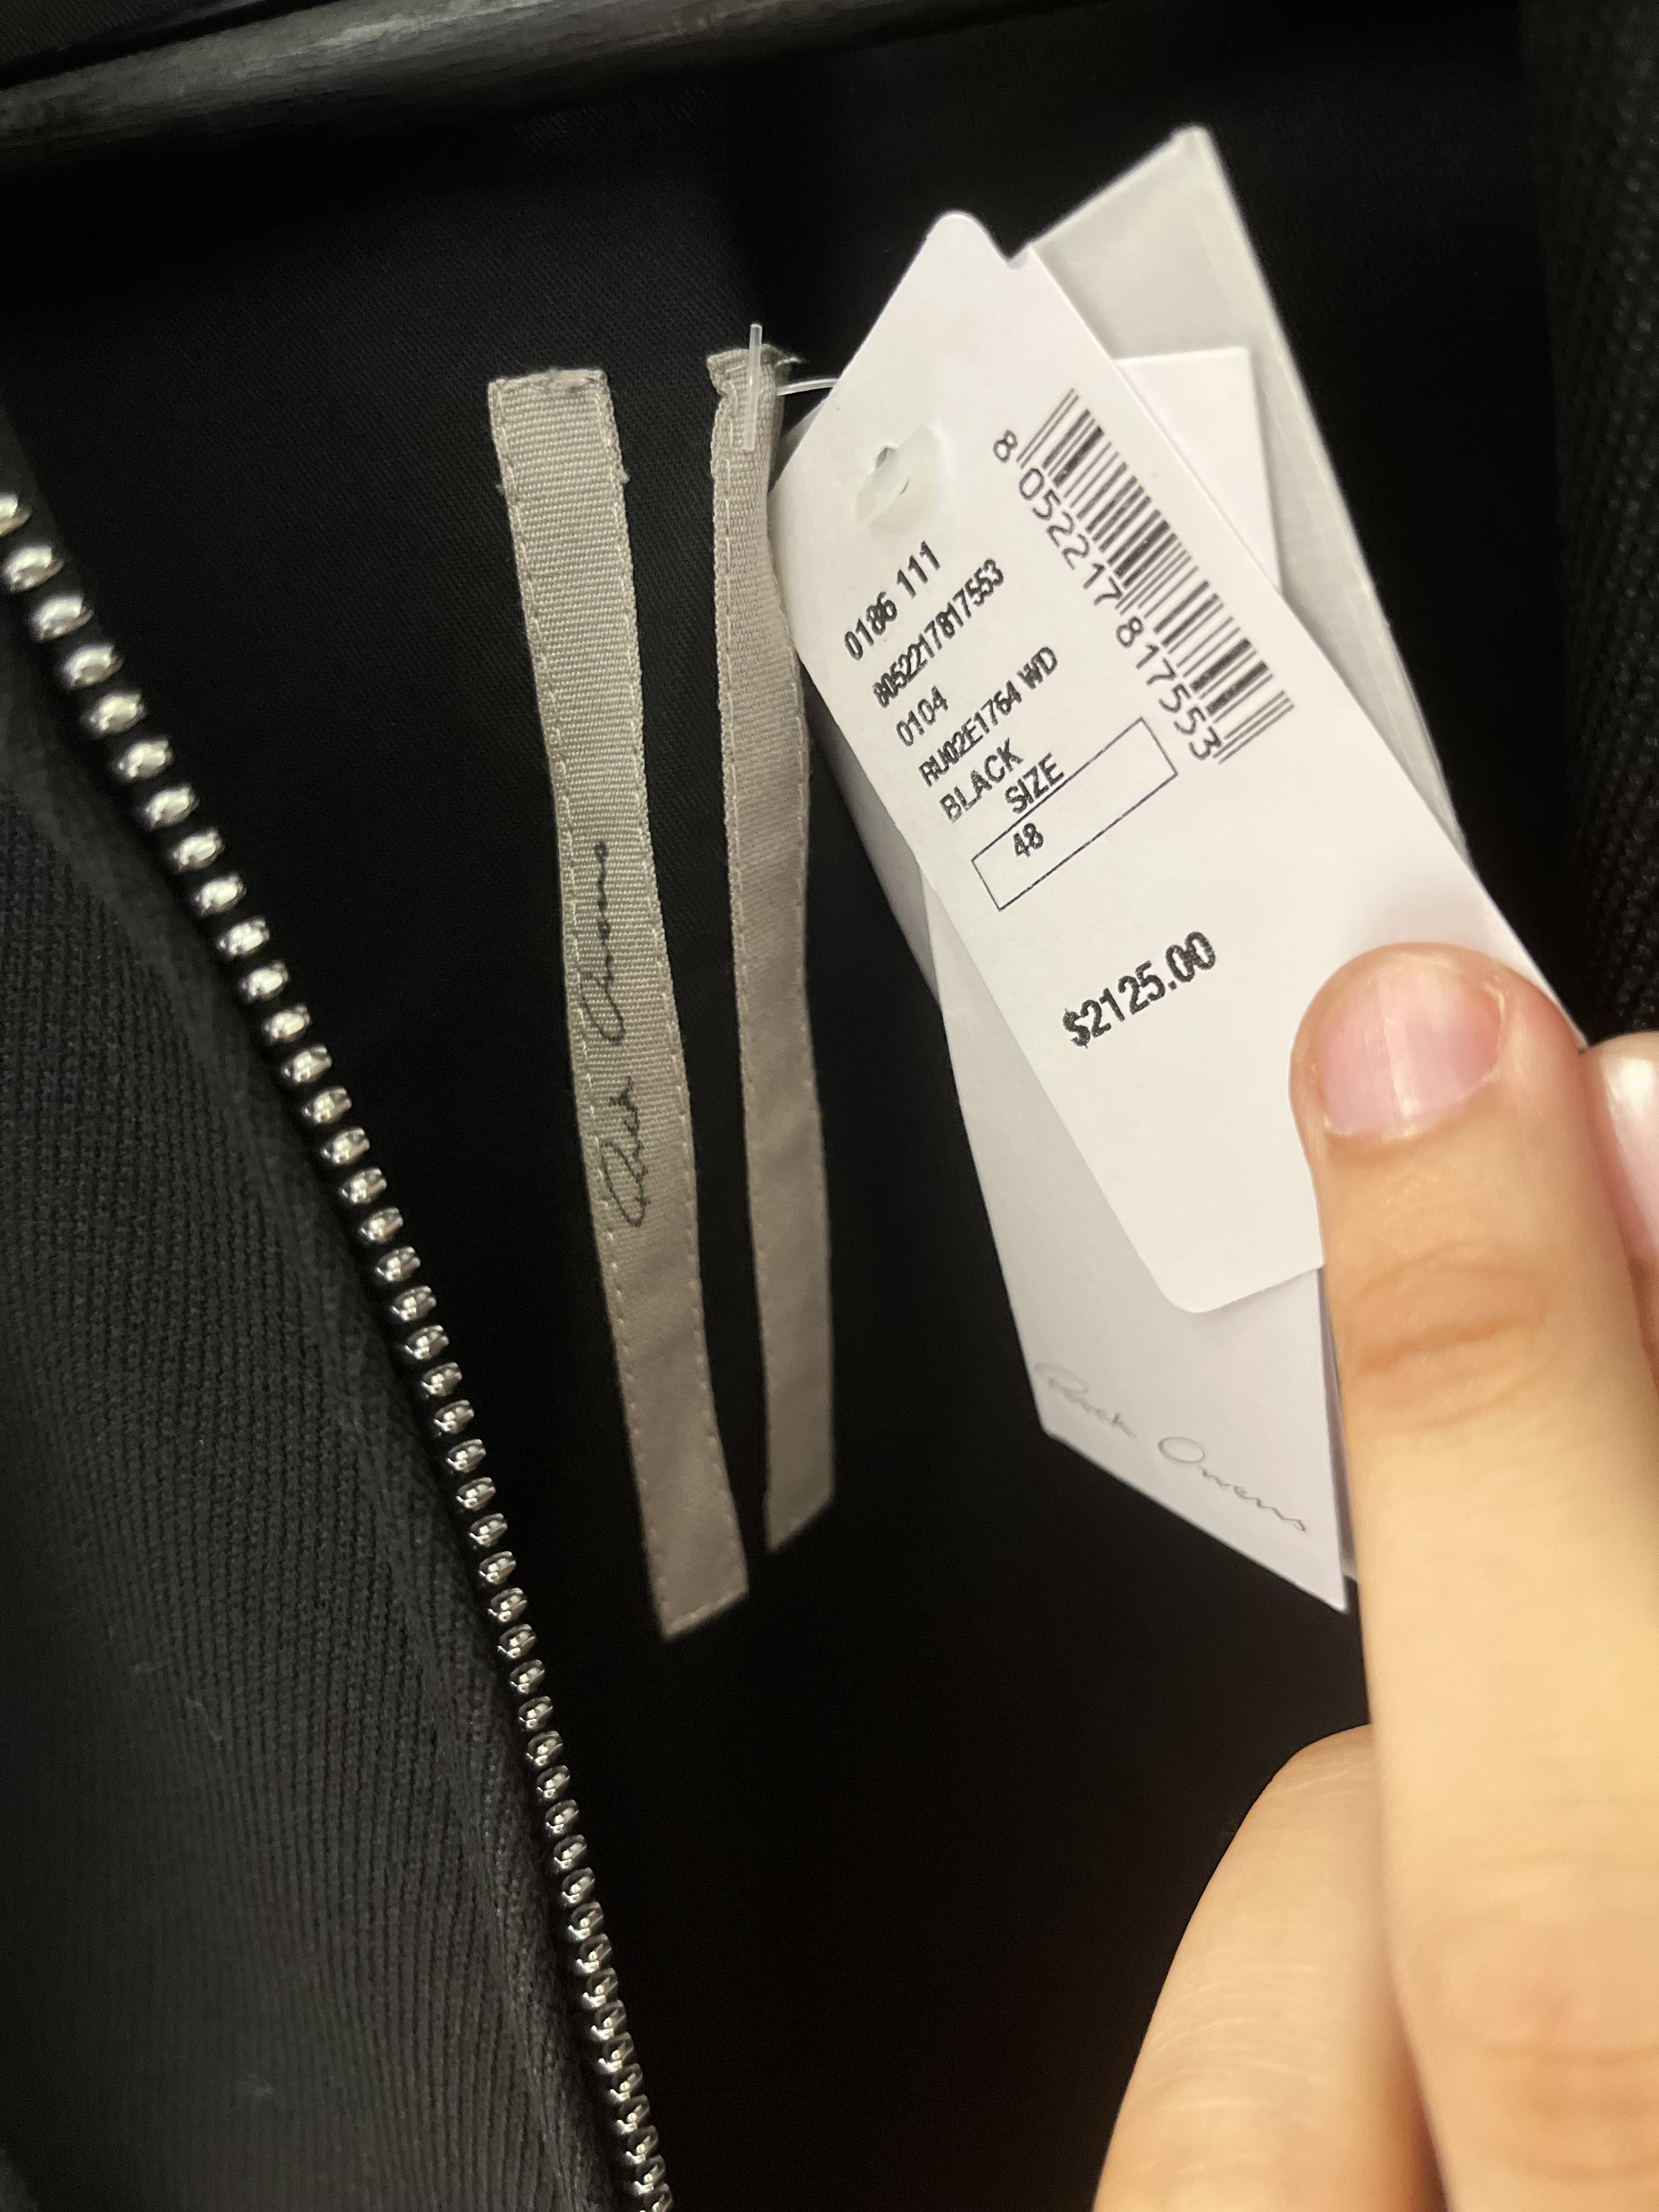 Rick Owens
8 052217 817553
0186 111
8052217817553
0104
RU02E1764 WD
BLACK
SIZE
48
$2125.00
Rick Owens